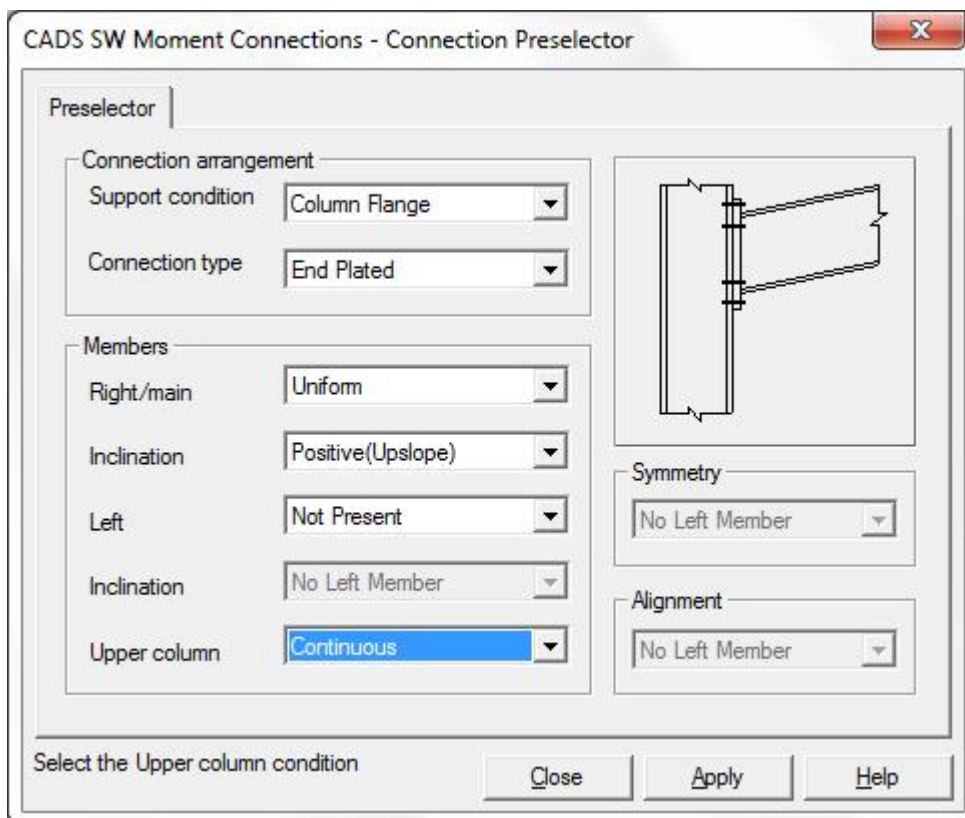 CADS SW Moment Connections - Connection Preselector
Preselector
Connection arrangement
Support condition Column Flange
Connection type End Plated
Members
Right/main Uniform
Inclination Positive(Upslope)
Left Not Present
Inclination No Left Member
Upper column Continuous
Symmetry
No Left Member
Alignment
No Left Member
Select the Upper column condition
Close Apply Help